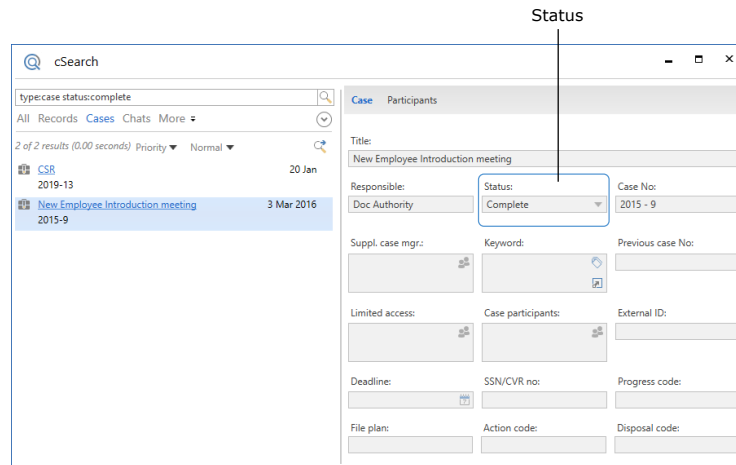 Status
cSearch
type:case status:complete
All Records Cases Chats More
2 of 2 results (0.00 seconds) Priority Normal
CSR 20 Jan
2019-13
New Employee Introduction meeting 3 Mar 2016
2015-9
Case Participants
Title:
New Employee Introduction meeting
Responsible: Status: Case No:
Doc Authority Complete 2015 - 9
Suppl. case mgr.: Keyword: Previous case No:
Limited access: Case participants: External ID:
Deadline: SSN/CVR no: Progress code:
File plan: Action code: Disposal code: